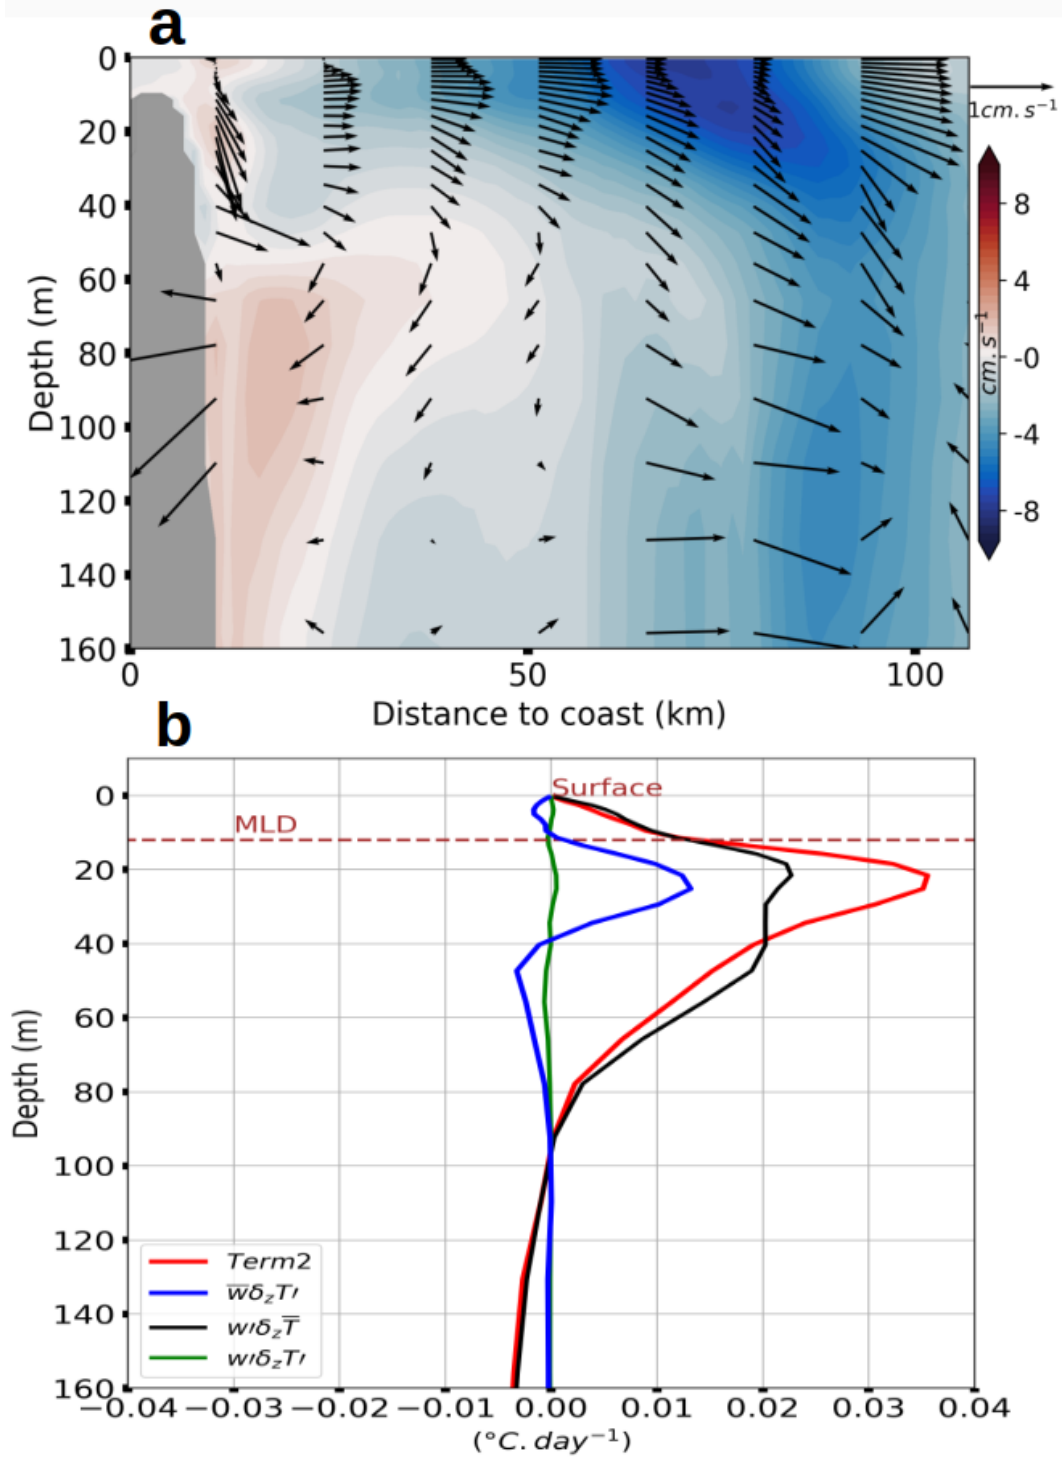 a
0
20
40
60
80
100
120
140
160
Depth (m)
0
50
100
Distance to coast (km)
1cm.s⁻¹
8
4
-0
-4
-8
cm.s⁻¹
b
Surface
MLD
0
20
40
60
80
100
120
140
160
Depth (m)
Term2
w̅δ_zT′
w′δ_zT̅
w′δ_zT′
−0.04
−0.03
−0.02
−0.01
0.00
0.01
0.02
0.03
0.04
(°C.day⁻¹)